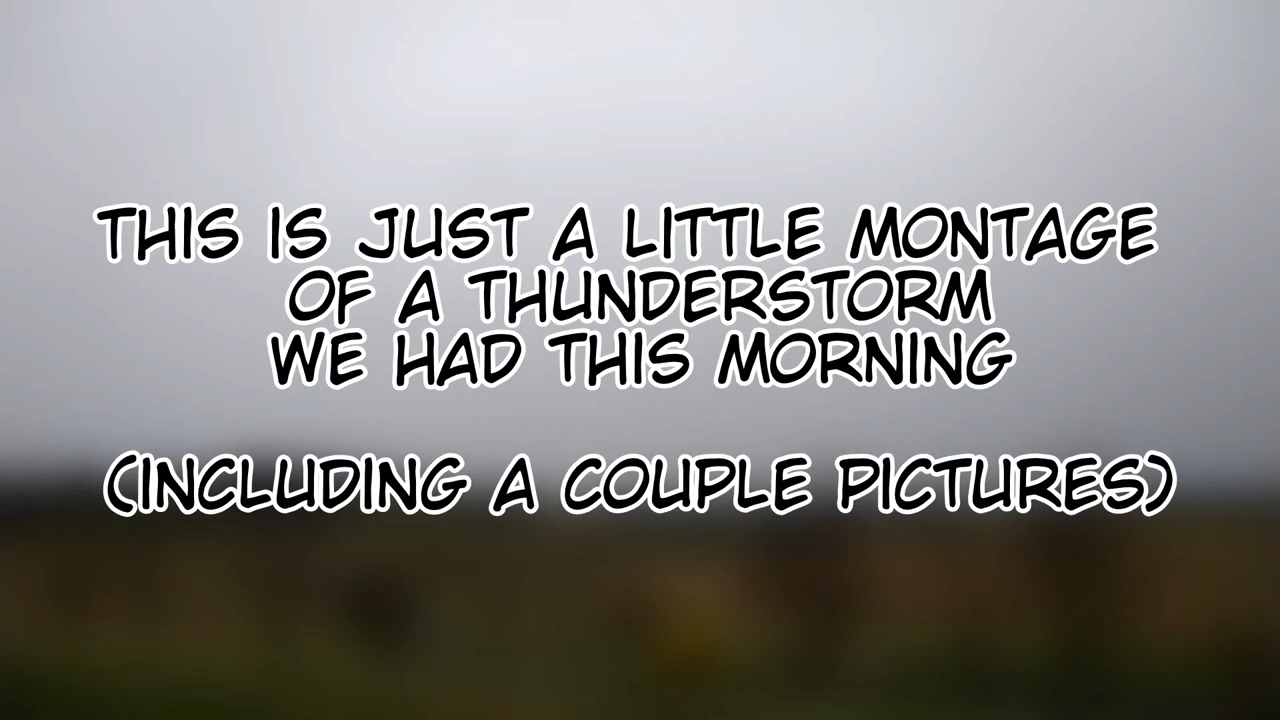 THIS IS JUST A LITTLE MONTAGE
OF A THUNDERSTORM
WE HAD THIS MORNING
(INCLUDING A COUPLE PICTURES)